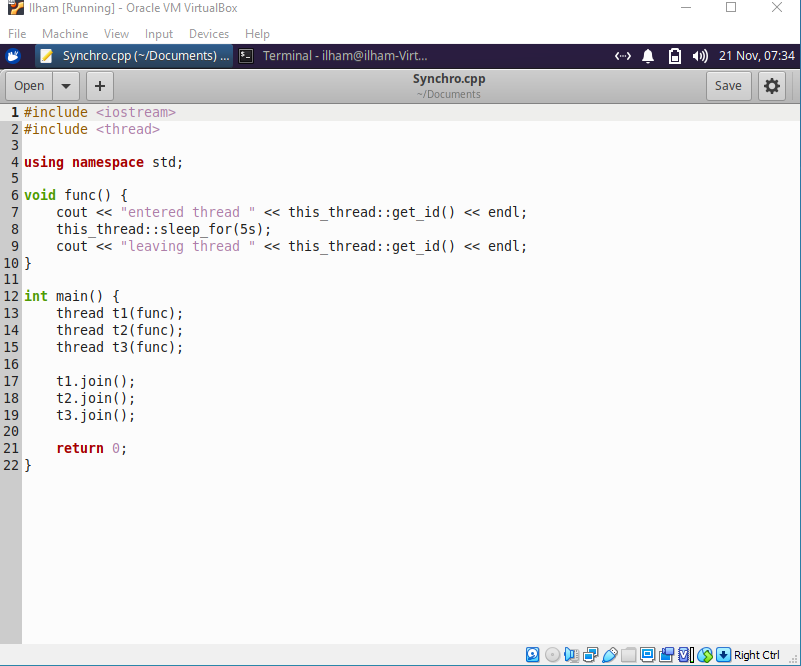 Ilham [Running] - Oracle VM VirtualBox
File Machine View Input Devices Help
Synchro.cpp (~/Documents) ... Terminal - ilham@ilham-Virt... 21 Nov, 07:34
Open + Synchro.cpp Save
~/Documents
1 #include <iostream>
2 #include <thread>
3
4 using namespace std;
5
6 void func() {
7     cout << "entered thread " << this_thread::get_id() << endl;
8     this_thread::sleep_for(5s);
9     cout << "leaving thread " << this_thread::get_id() << endl;
10 }
11
12 int main() {
13     thread t1(func);
14     thread t2(func);
15     thread t3(func);
16
17     t1.join();
18     t2.join();
19     t3.join();
20
21     return 0;
22 }
Right Ctrl